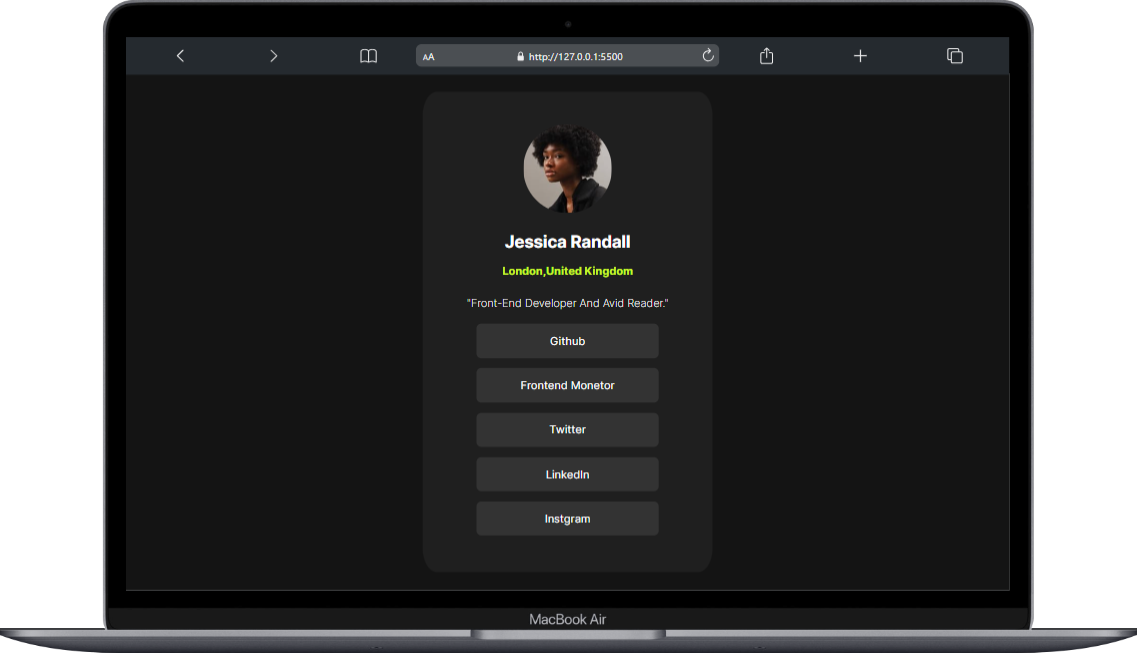 AA http://127.0.0.1:5500
Jessica Randall
London,United Kingdom
"Front-End Developer And Avid Reader."
Github
Frontend Monetor
Twitter
LinkedIn
Instgram
MacBook Air